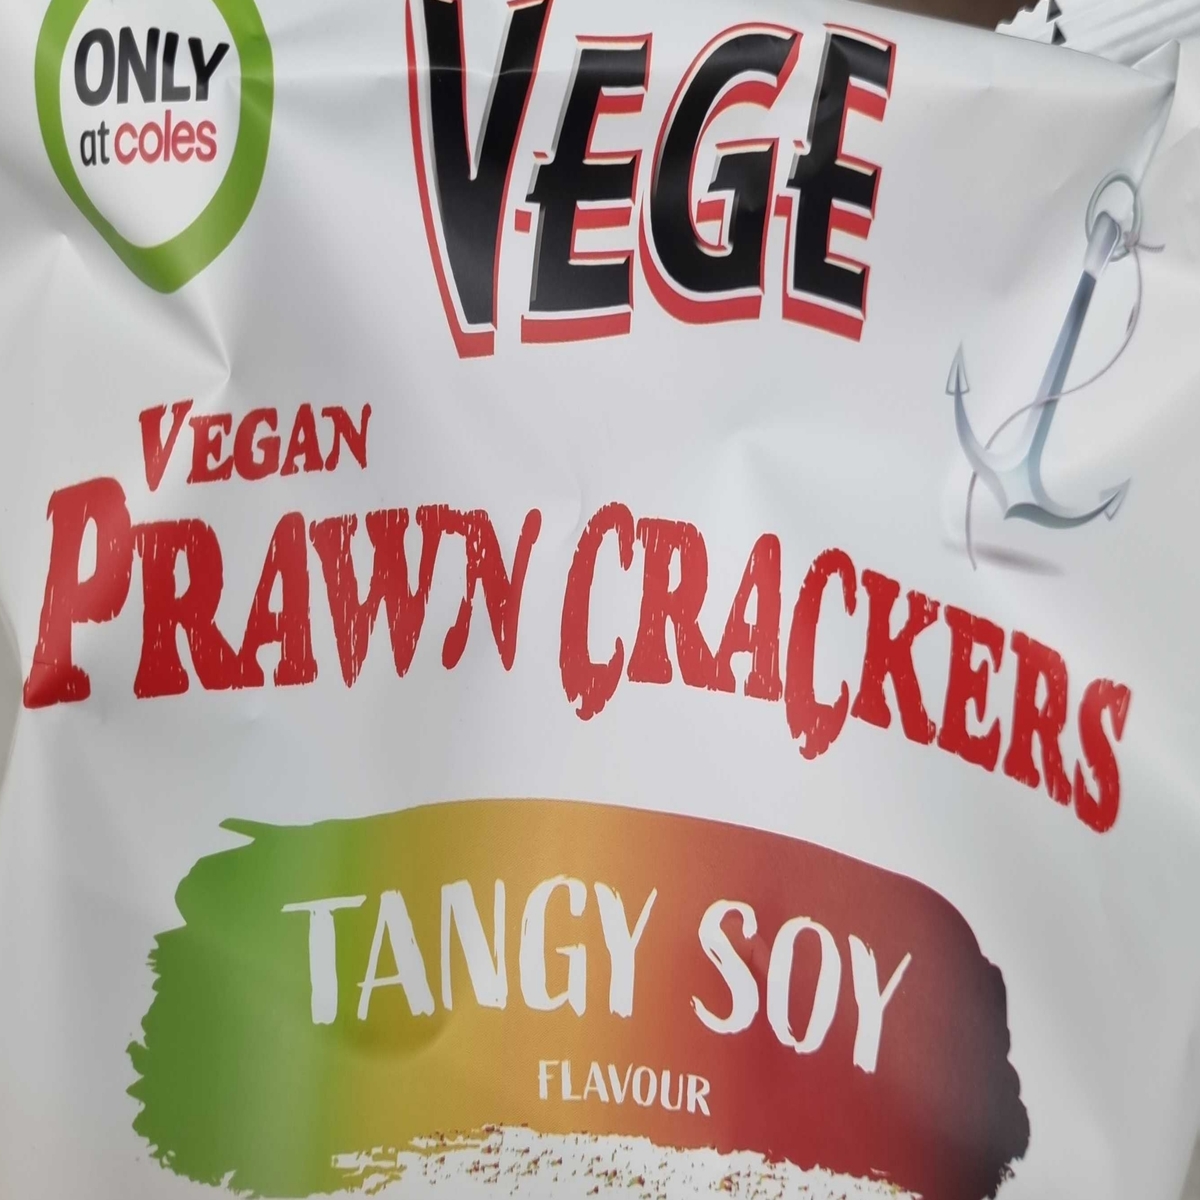 ONLY
at coles
VEGE
VEGAN
PRAWN CRACKERS
TANGY SOY
FLAVOUR